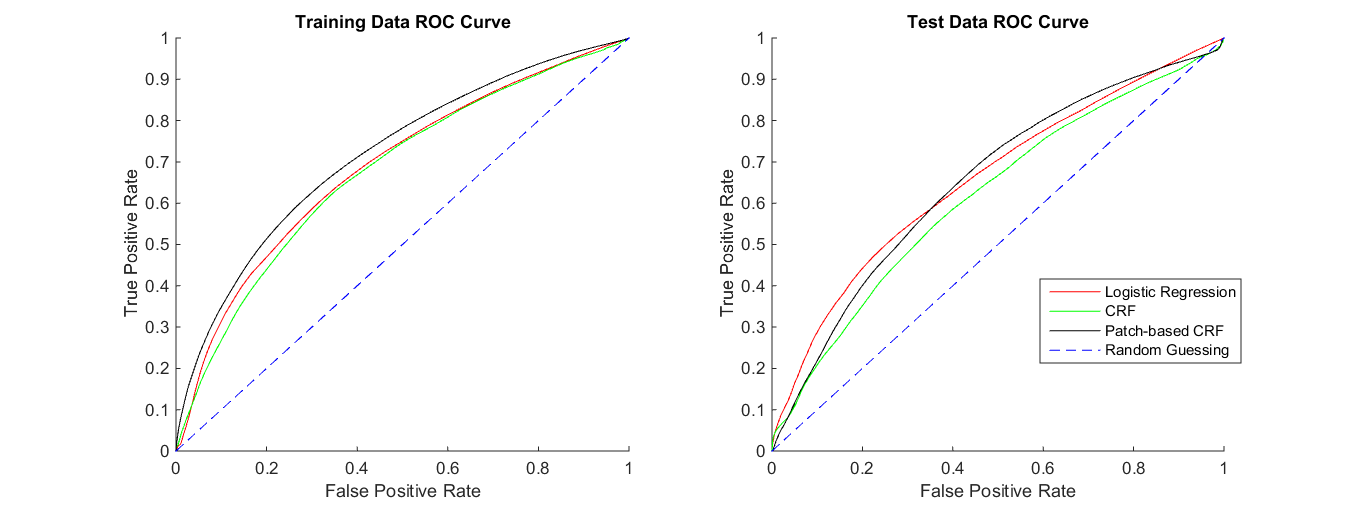 Training Data ROC Curve
1
0.9
0.8
0.7
0.6
0.5
0.4
0.3
0.2
0.1
0
True Positive Rate
0 0.2 0.4 0.6 0.8 1
False Positive Rate
Test Data ROC Curve
1
0.9
0.8
0.7
0.6
0.5
0.4
0.3
0.2
0.1
0
True Positive Rate
Logistic Regression
CRF
Patch-based CRF
Random Guessing
0 0.2 0.4 0.6 0.8 1
False Positive Rate